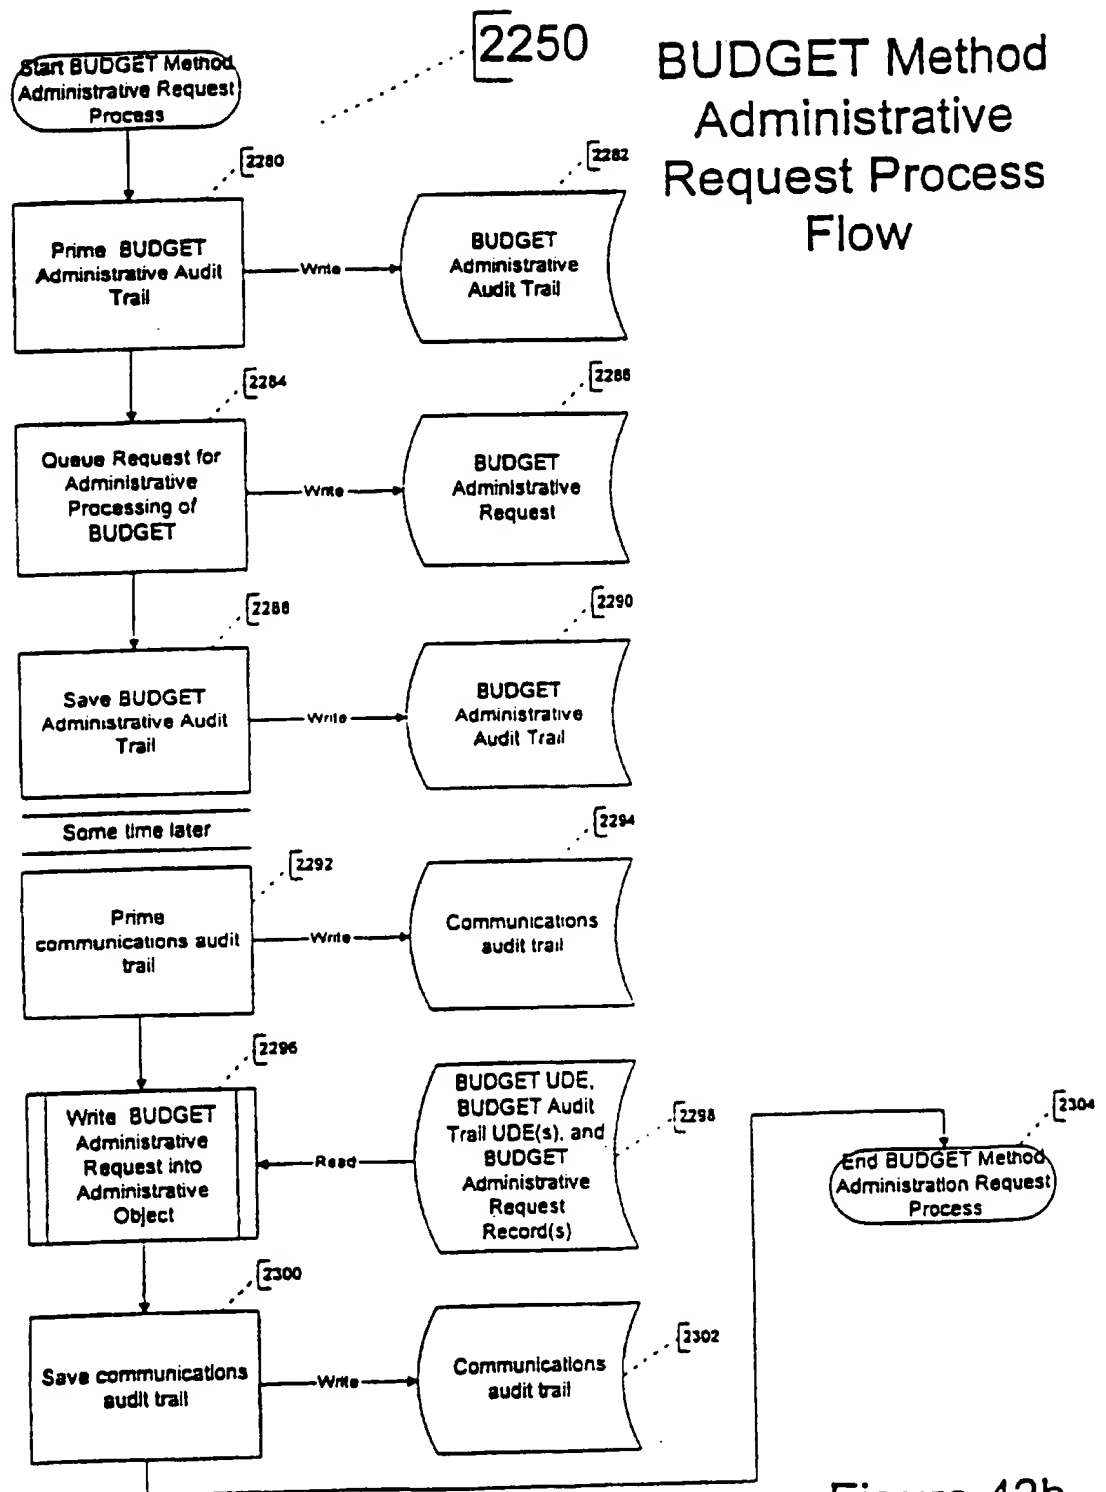 2250
BUDGET Method
Administrative
Request Process
Flow
Start BUDGET Method
Administrative Request
Process
2280
2282
Prime BUDGET
Administrative Audit
Trail
Write
BUDGET
Administrative
Audit Trail
2284
2286
Queue Request for
Administrative
Processing of
BUDGET
Write
BUDGET
Administrative
Request
2288
2290
Save BUDGET
Administrative Audit
Trail
Write
BUDGET
Administrative
Audit Trail
Some time later
2292
2294
Prime
communications audit
trail
Write
Communications
audit trail
2296
2298
Write BUDGET
Administrative
Request into
Administrative
Object
Read
BUDGET UDE,
BUDGET Audit
Trail UDE(s), and
BUDGET
Administrative
Request
Record(s)
2304
End BUDGET Method
Administration Request
Process
2300
2302
Save communications
audit trail
Write
Communications
audit trail
Figure 42b